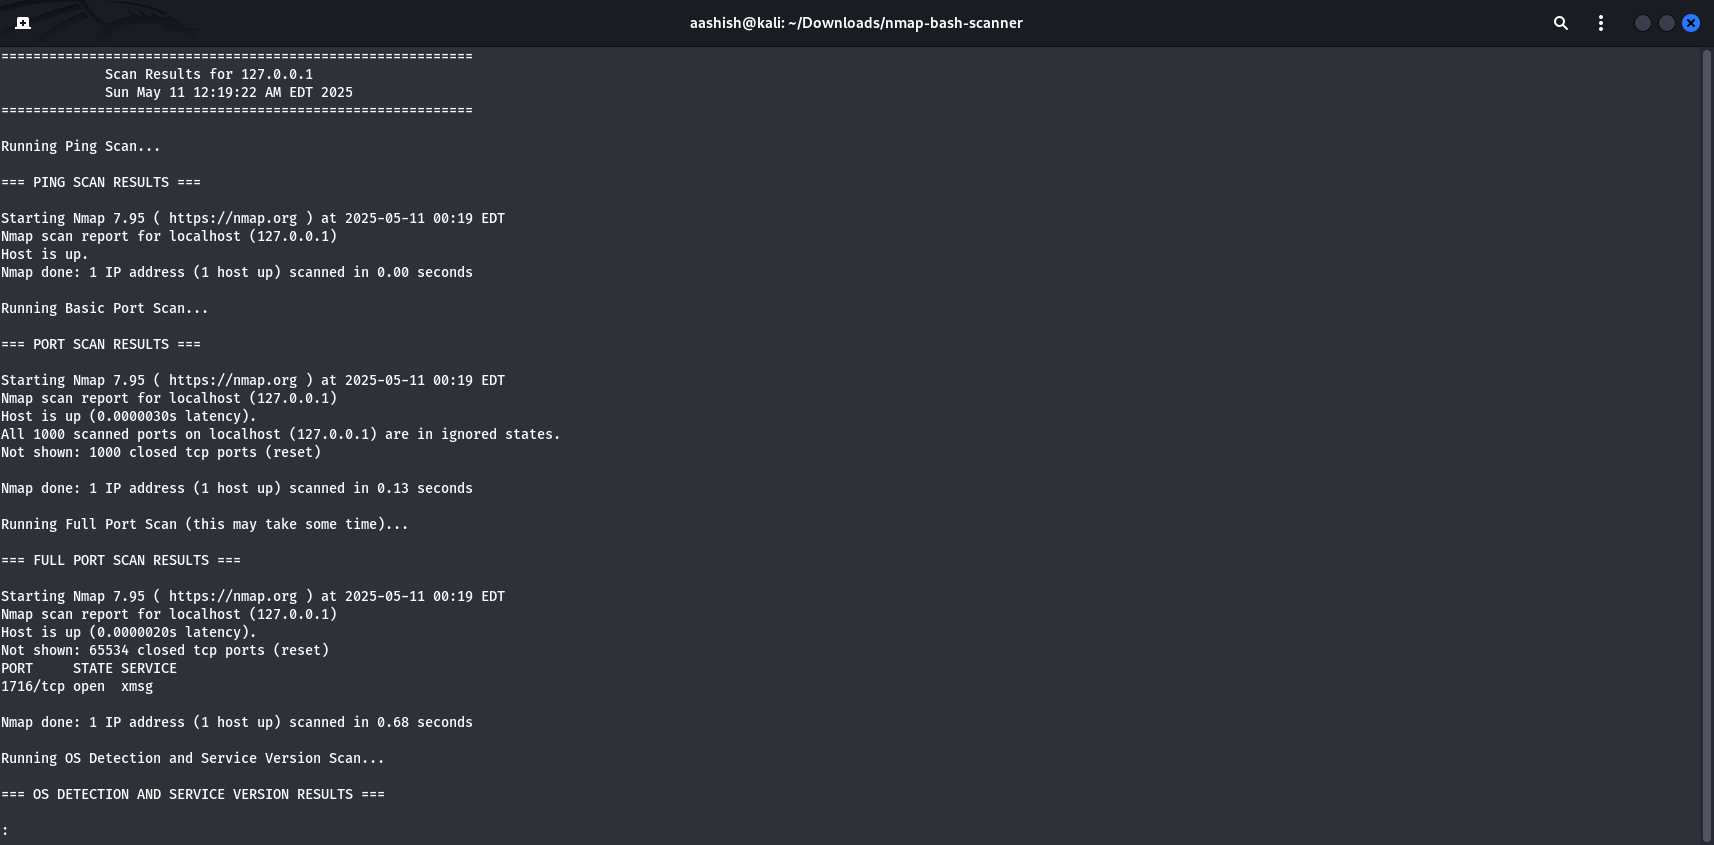 aashish@kali: ~/Downloads/nmap-bash-scanner
===========================================================
             Scan Results for 127.0.0.1
             Sun May 11 12:19:22 AM EDT 2025
===========================================================

Running Ping Scan...

=== PING SCAN RESULTS ===

Starting Nmap 7.95 ( https://nmap.org ) at 2025-05-11 00:19 EDT
Nmap scan report for localhost (127.0.0.1)
Host is up.
Nmap done: 1 IP address (1 host up) scanned in 0.00 seconds

Running Basic Port Scan...

=== PORT SCAN RESULTS ===

Starting Nmap 7.95 ( https://nmap.org ) at 2025-05-11 00:19 EDT
Nmap scan report for localhost (127.0.0.1)
Host is up (0.0000030s latency).
All 1000 scanned ports on localhost (127.0.0.1) are in ignored states.
Not shown: 1000 closed tcp ports (reset)

Nmap done: 1 IP address (1 host up) scanned in 0.13 seconds

Running Full Port Scan (this may take some time)...

=== FULL PORT SCAN RESULTS ===

Starting Nmap 7.95 ( https://nmap.org ) at 2025-05-11 00:19 EDT
Nmap scan report for localhost (127.0.0.1)
Host is up (0.0000020s latency).
Not shown: 65534 closed tcp ports (reset)
PORT     STATE SERVICE
1716/tcp open  xmsg

Nmap done: 1 IP address (1 host up) scanned in 0.68 seconds

Running OS Detection and Service Version Scan...

=== OS DETECTION AND SERVICE VERSION RESULTS ===

: